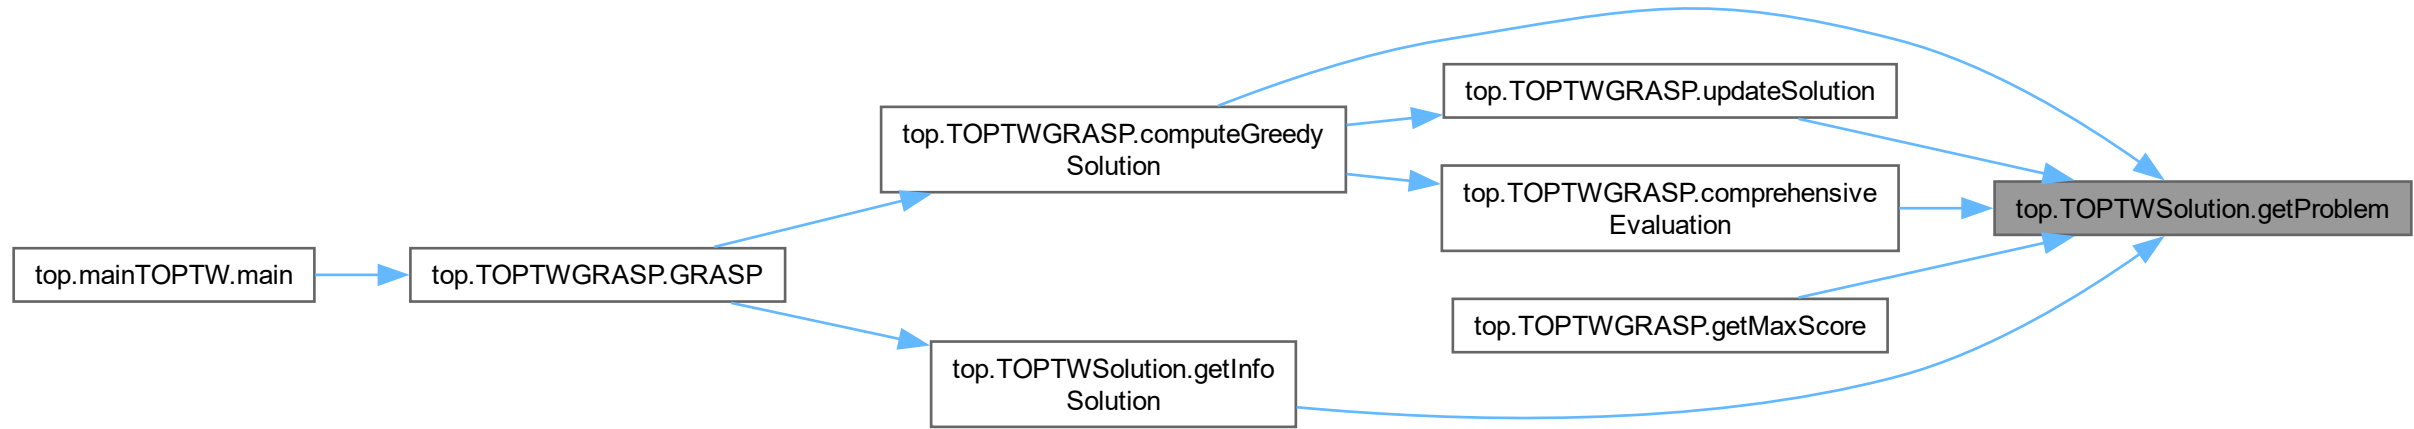 top.mainTOPTW.main
top.TOPTWGRASP.GRASP
top.TOPTWGRASP.computeGreedy
Solution
top.TOPTWSolution.getInfo
Solution
top.TOPTWGRASP.updateSolution
top.TOPTWGRASP.comprehensive
Evaluation
top.TOPTWGRASP.getMaxScore
top.TOPTWSolution.getProblem